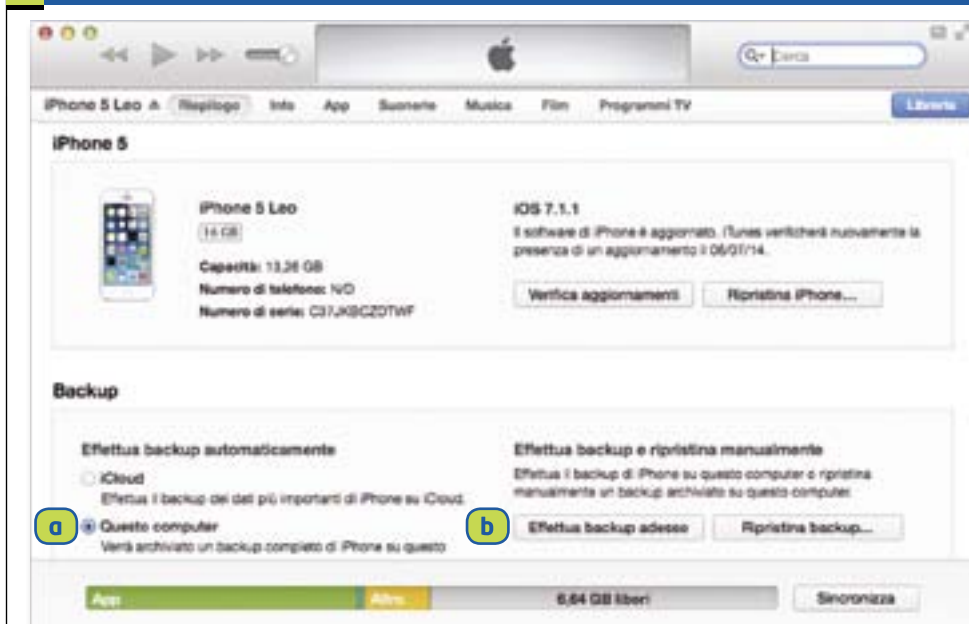 Cerca
iPhone 5 Leo Riepilogo Info App Suonerie Musica Film Programmi TV Libreria
iPhone 5
iPhone 5 Leo
16 GB
Capacità: 13,26 GB
Numero di telefono: N/D
Numero di serie:
iOS 7.1.1
Il software di iPhone è aggiornato. iTunes verificherà nuovamente la
presenza di un aggiornamento il 06/07/14.
Verifica aggiornamenti Ripristina iPhone...
Backup
Effettua backup automaticamente
iCloud
Effettua il backup dei dati più importanti di iPhone su iCloud.
a Questo computer
Verrà archiviato un backup completo di iPhone su questo
Effettua backup e ripristina manualmente
Effettua il backup di iPhone su questo computer o ripristina
manualmente un backup archiviato su questo computer.
b Effettua backup adesso Ripristina backup...
App Altro 6,64 GB liberi Sincronizza